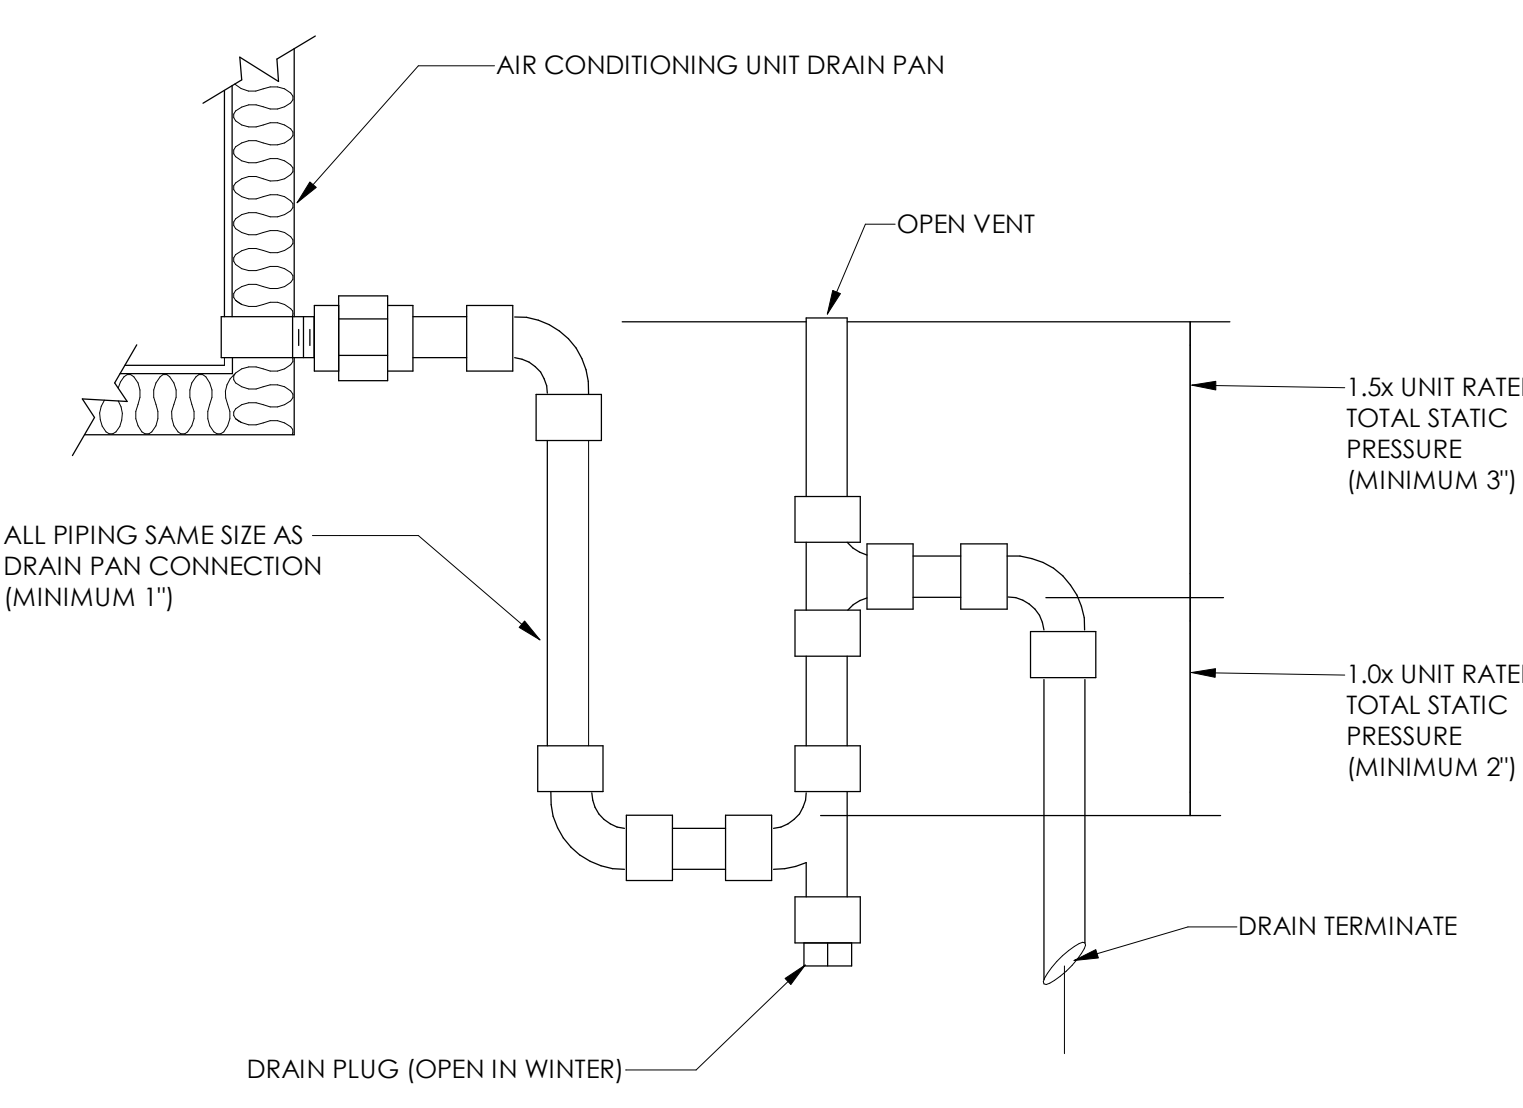 AIR CONDITIONING UNIT DRAIN PAN
OPEN VENT
1.5x UNIT
TOTAL STATIC
PRESSURE
(MINIMUM 3")
ALL PIPING SAME SIZE AS
DRAIN PAN CONNECTION
(MINIMUM 1")
1.0x UNIT
TOTAL STATIC
PRESSURE
(MINIMUM 2")
DRAIN TERMINATE
DRAIN PLUG (OPEN IN WINTER)